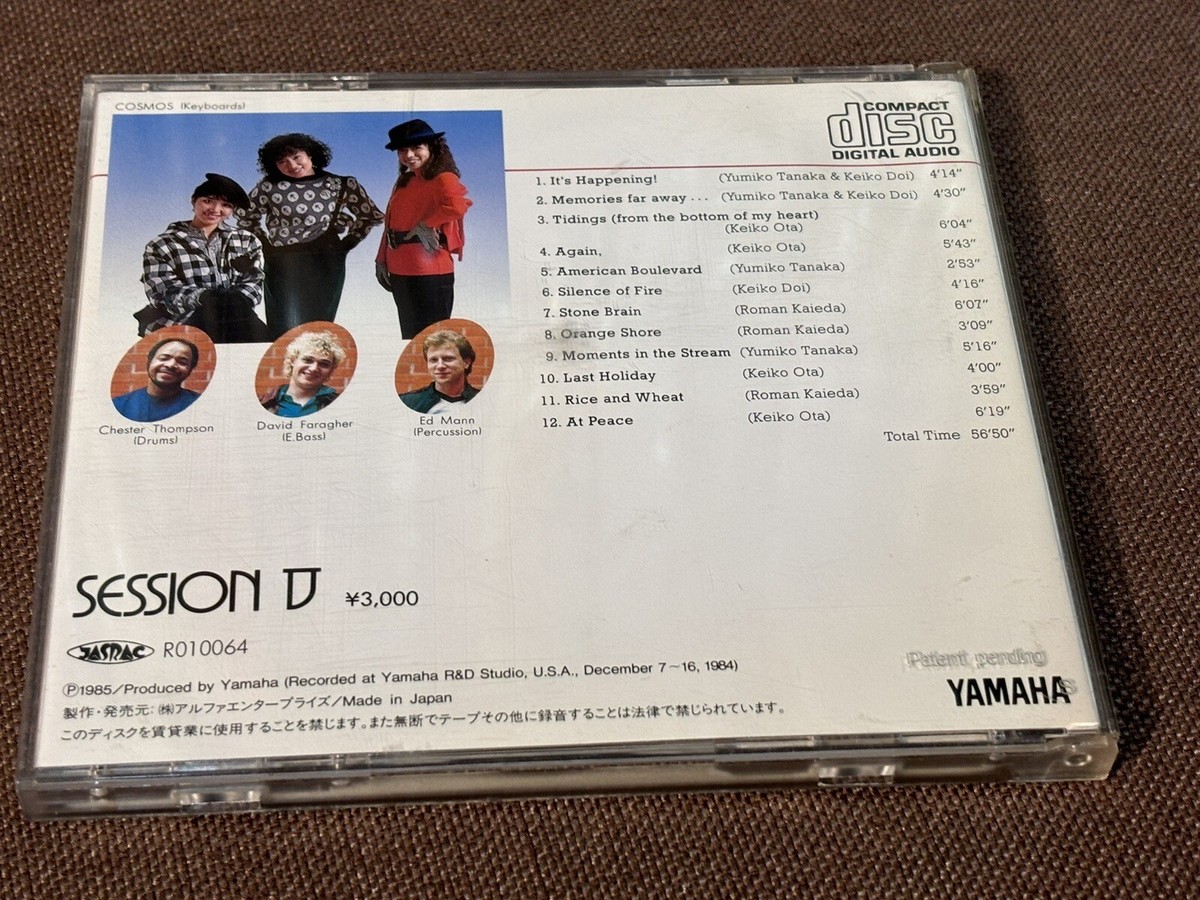 COSMOS (Keyboards)
COMPACT
disc
DIGITAL AUDIO
1. It's Happening! (Yumiko Tanaka & Keiko Doi) 4'14"
2. Memories far away ··· (Yumiko Tanaka & Keiko Doi) 4'30"
3. Tidings (from the bottom of my heart)
(Keiko Ota) 6'04"
4. Again, (Keiko Ota) 5'43"
5. American Boulevard (Yumiko Tanaka) 2'53"
6. Silence of Fire (Keiko Doi) 4'16"
7. Stone Brain (Roman Kaieda) 6'07"
8. Orange Shore (Roman Kaieda) 3'09"
9. Moments in the Stream (Yumiko Tanaka) 5'16"
10. Last Holiday (Keiko Ota) 4'00"
11. Rice and Wheat (Roman Kaieda) 3'59"
12. At Peace (Keiko Ota) 6'19"
Total Time 56'50"
Chester Thompson
(Drums)
David Faragher
(E.Bass)
Ed Mann
(Percussion)
SESSION
¥3,000
JASRAC R010064
Ⓟ1985/Produced by Yamaha (Recorded at Yamaha R&D Studio, U.S.A., December 7~16, 1984)
製作・発売元:㈱アルファエンタープライズ/Made in Japan
このディスクを賃貸業に使用することを禁じます。また無断でテープその他に録音することは法律で禁じられています。
Patent pending
YAMAHA